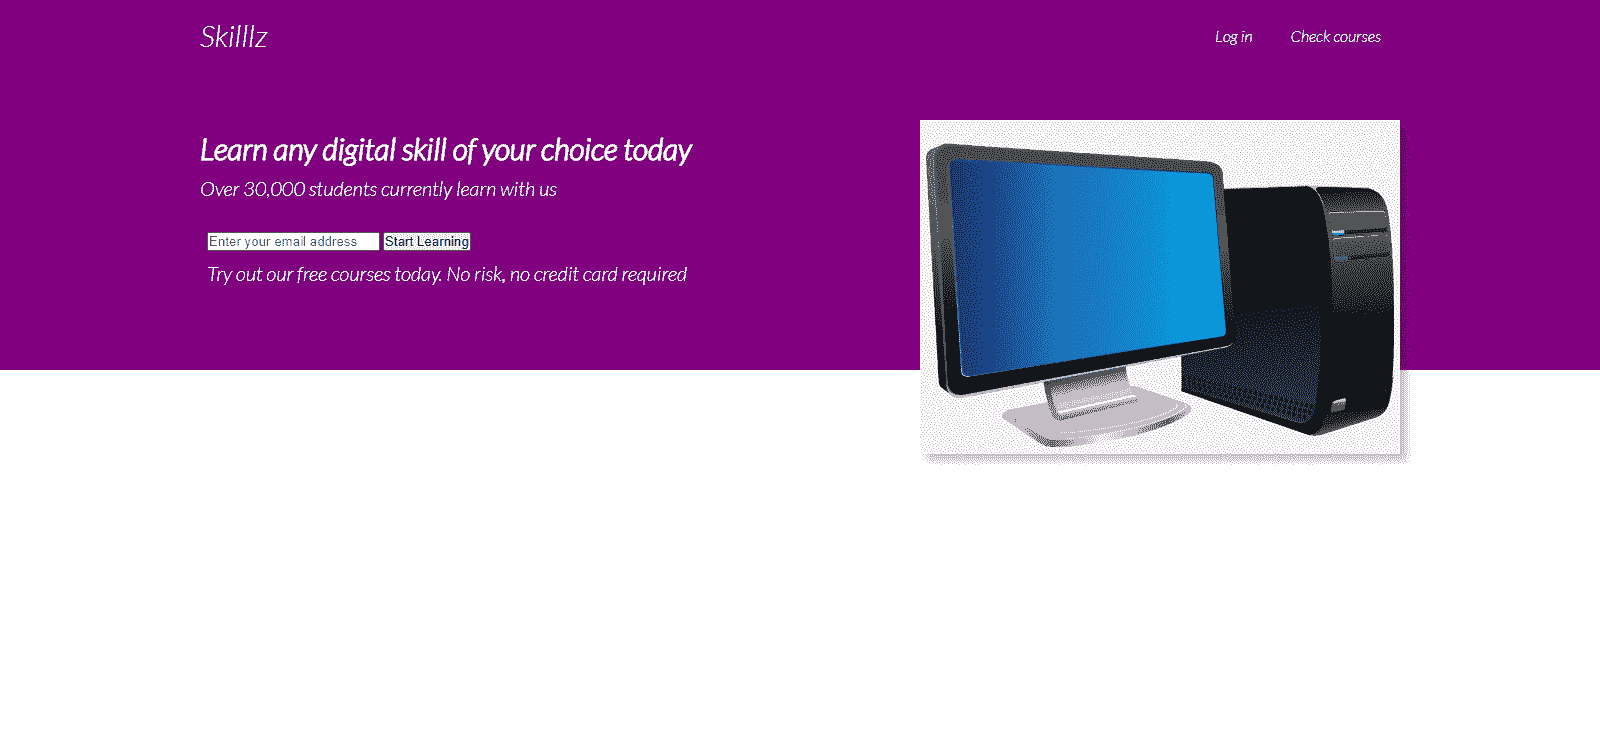 Skilllz
Log in
Check courses
Learn any digital skill of your choice today
Over 30,000 students currently learn with us
Enter your email address
Start Learning
Try out our free courses today. No risk, no credit card required